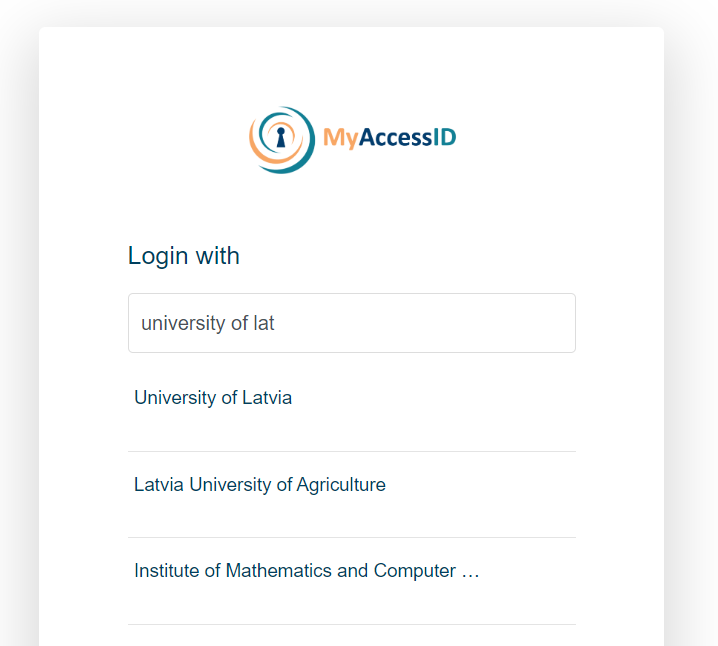 MyAccessID
Login with
university of lat
University of Latvia
Latvia University of Agriculture
Institute of Mathematics and Computer …